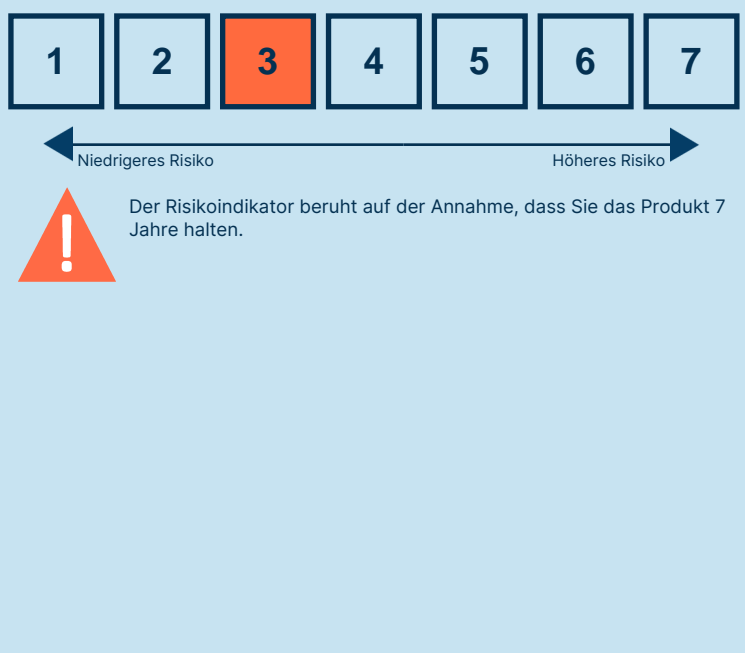 1 2 3 4 5 6 7
Niedrigeres Risiko Höheres Risiko
Der Risikoindikator beruht auf der Annahme, dass Sie das Produkt 7
Jahre halten.